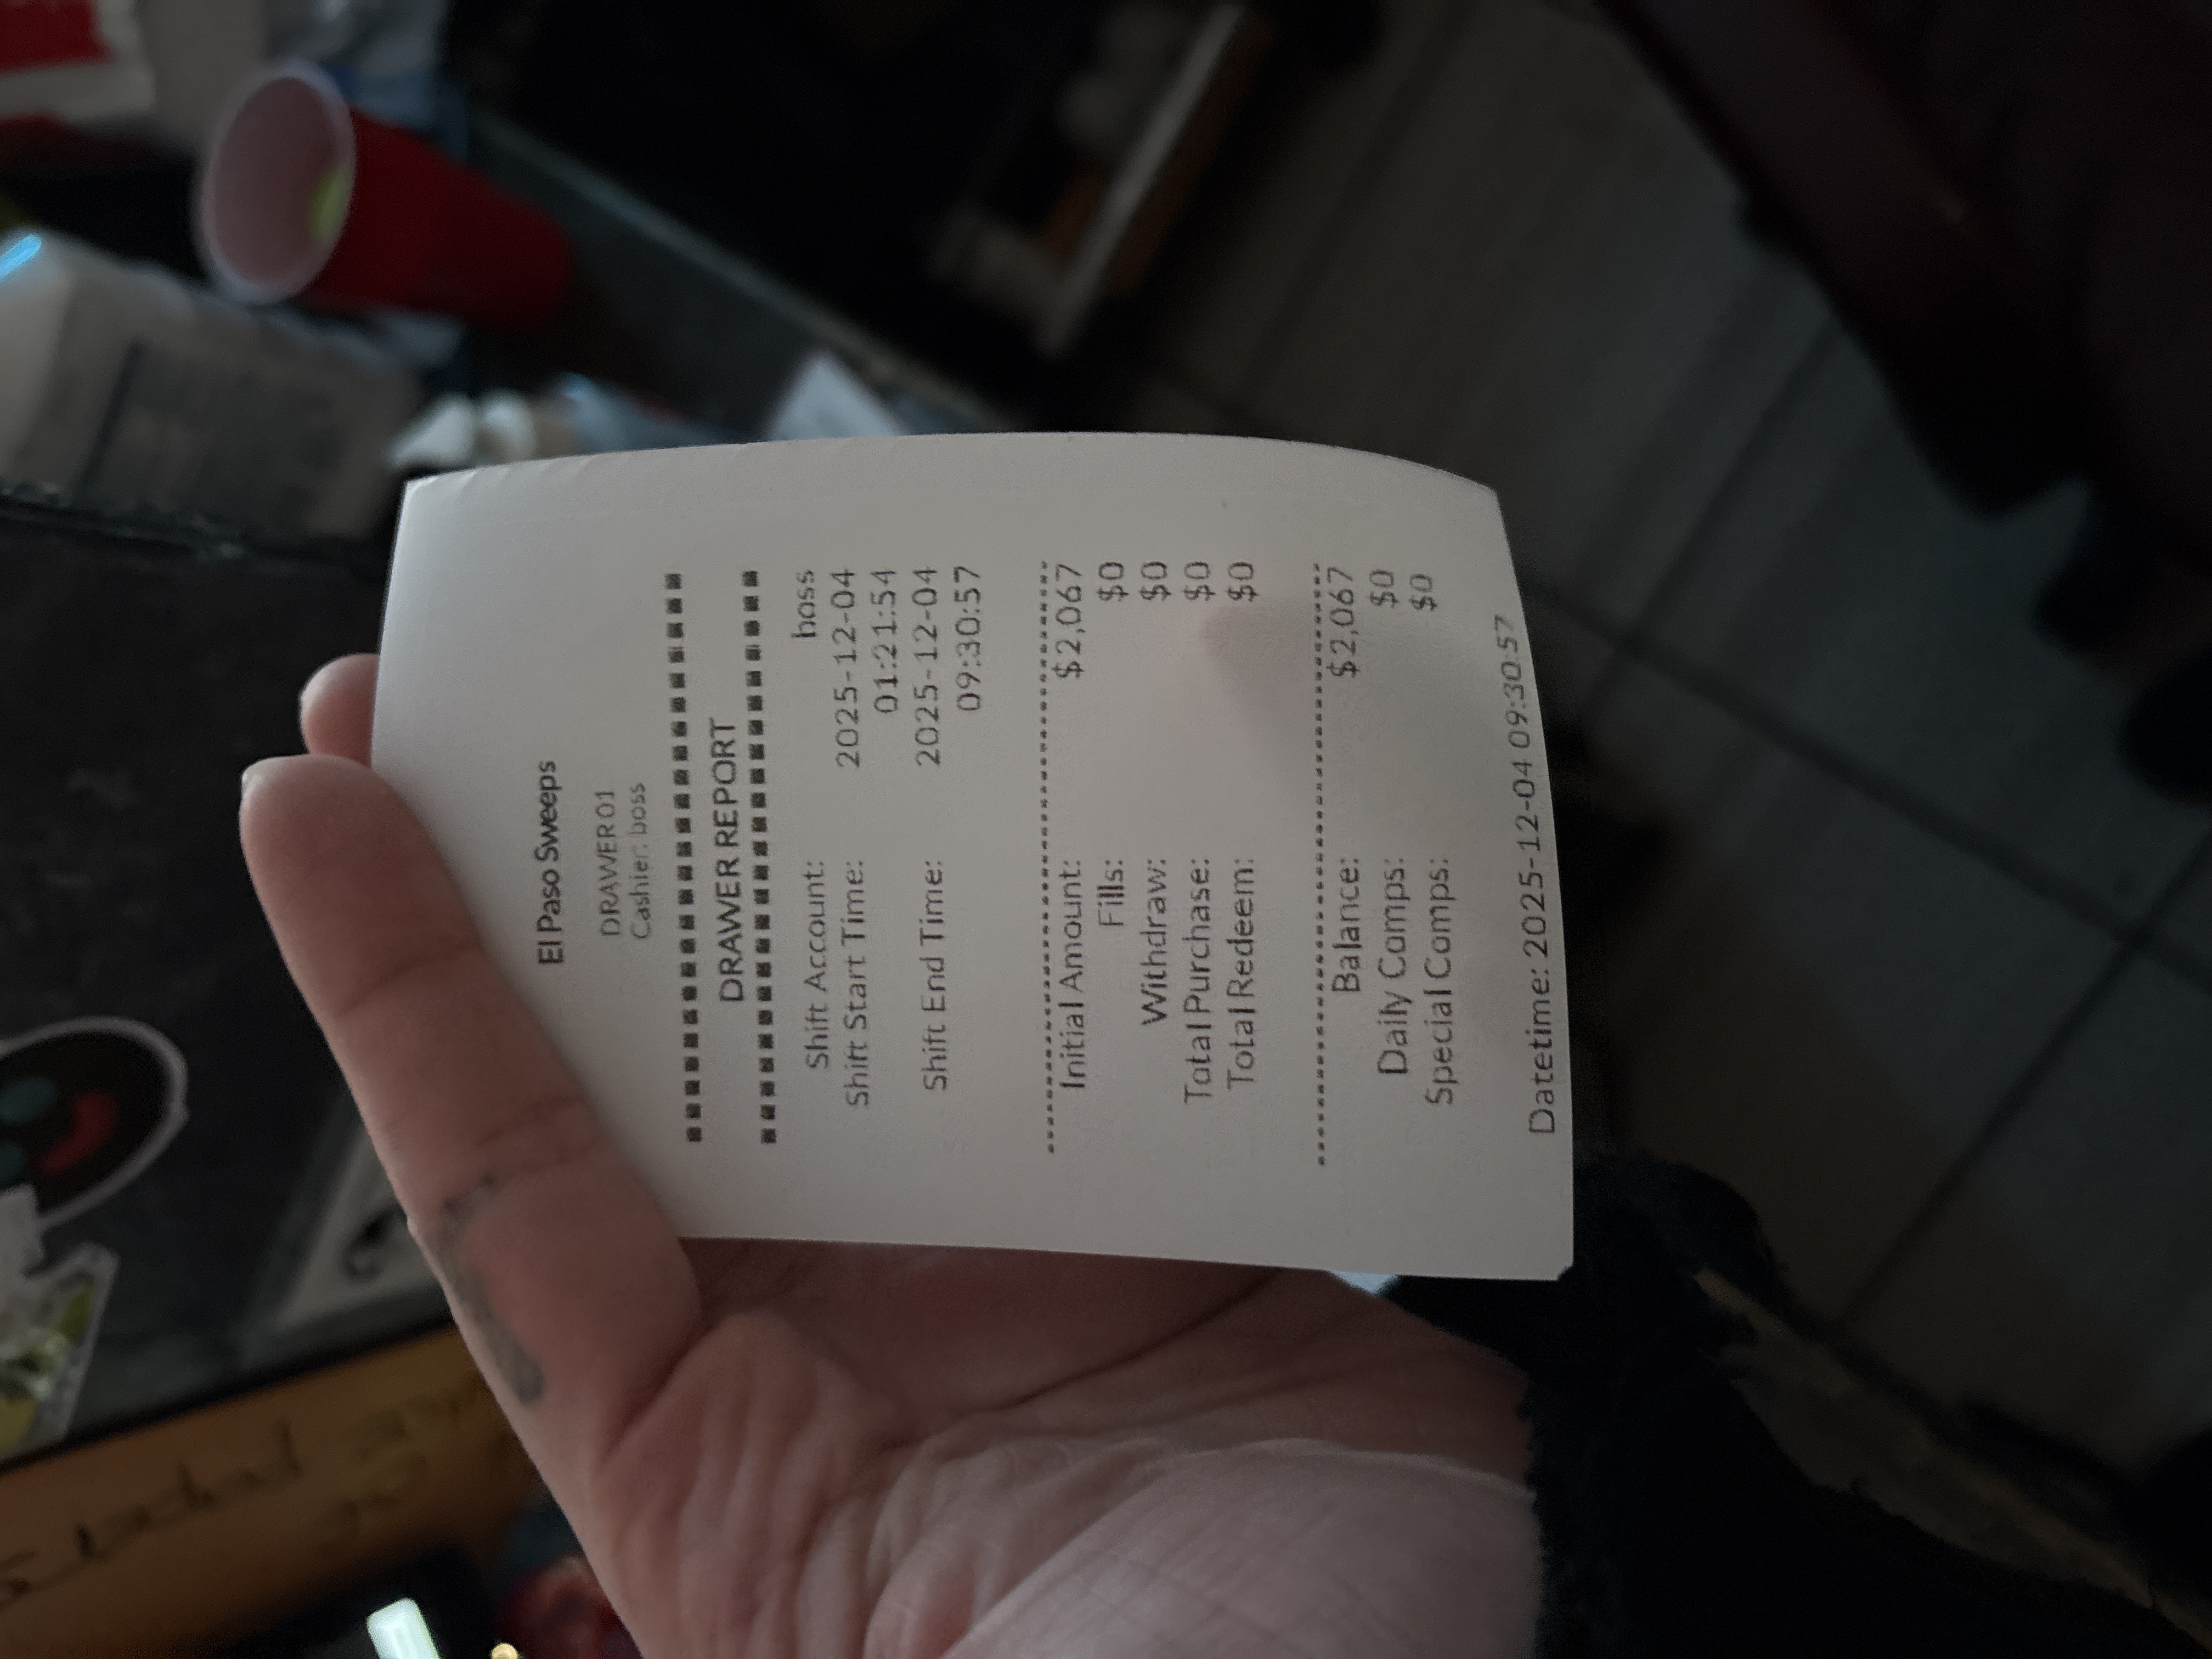 El Paso Sweeps
DRAWER01
Cashier: boss
DRAWER REPORT
Shift Account: boss
Shift Start Time: 2025-12-04
01:21:54
Shift End Time: 2025-12-04
09:30:57
Initial Amount: $2,067
Fills: $0
Withdraw: $0
Total Purchase: $0
Total Redeem: $0
Balance: $2,067
Daily Comps: $0
Special Comps: $0
Datetime: 2025-12-04 09:30:57